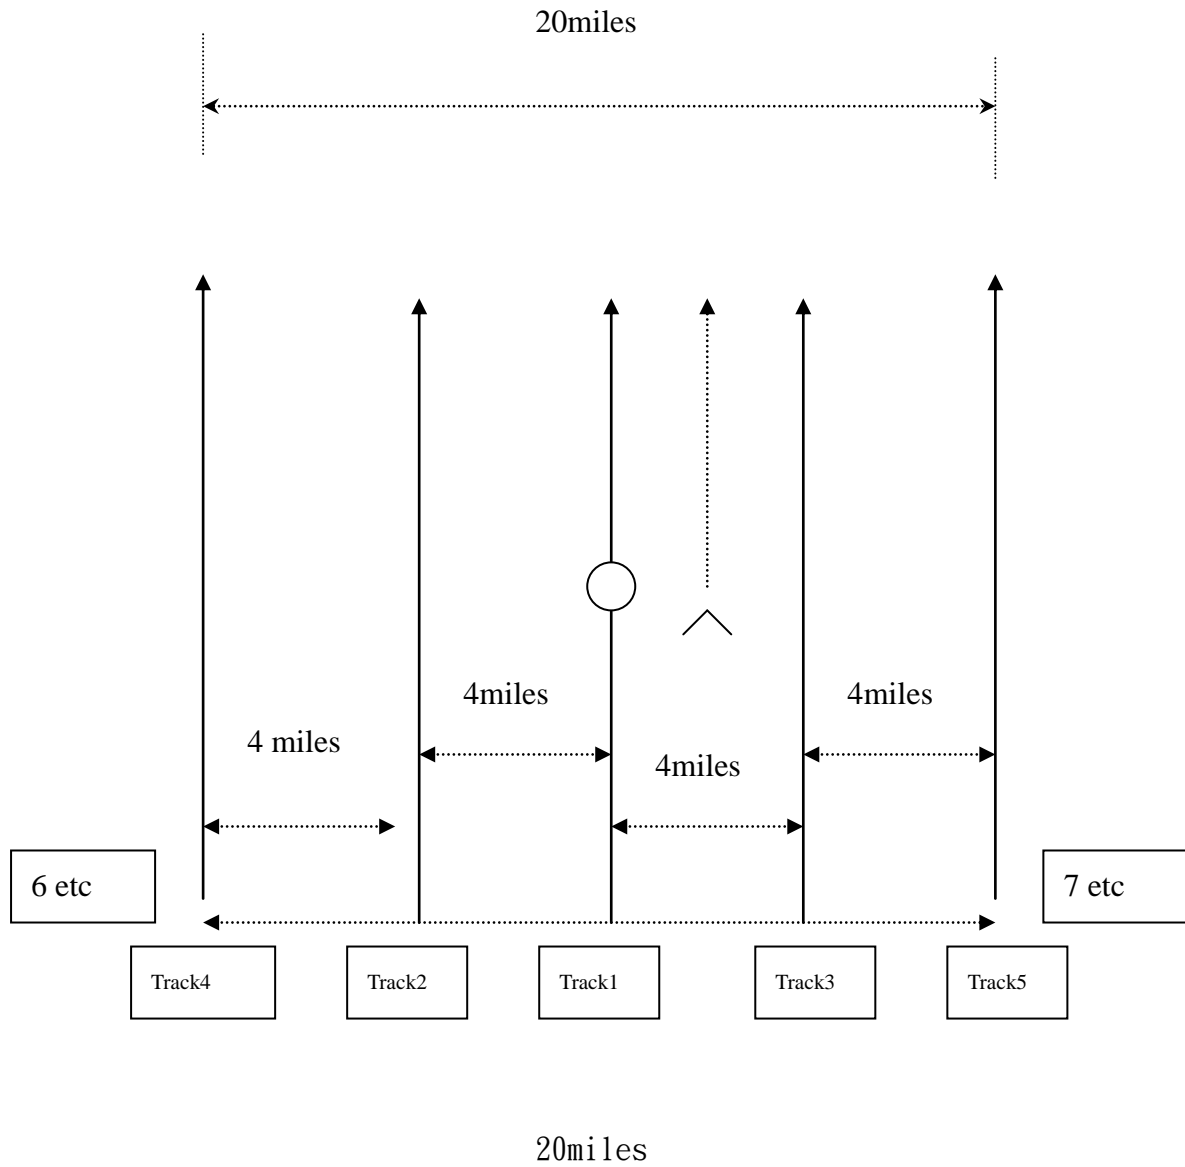 20miles
4miles
4miles
4 miles
4miles
6 etc
7 etc
Track4
Track2
Track1
Track3
Track5
20miles